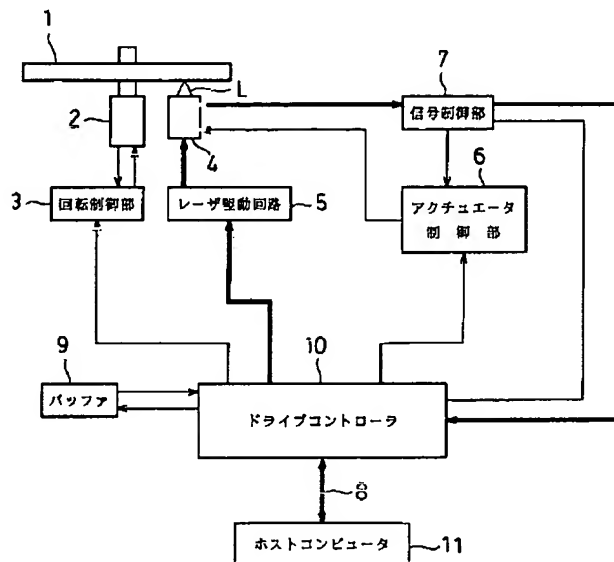 1
2
3
回転制御部
L
4
レーザ駆動回路
5
7
信号制御部
6
アクチュエータ
制御部
9
バッファ
10
ドライブコントローラ
8
ホストコンピュータ
11